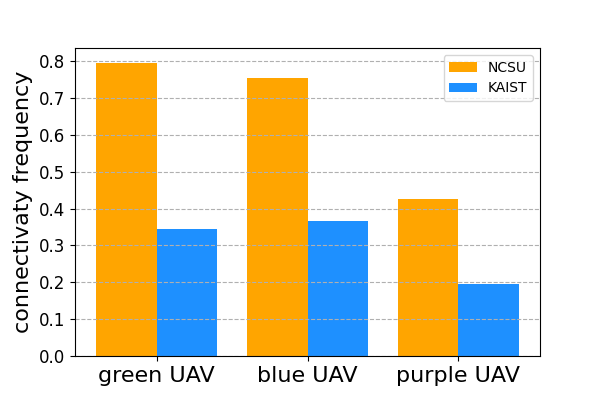 connectivaty frequency
0.8
0.7
0.6
0.5
0.4
0.3
0.2
0.1
0.0
NCSU
KAIST
green UAV
blue UAV
purple UAV